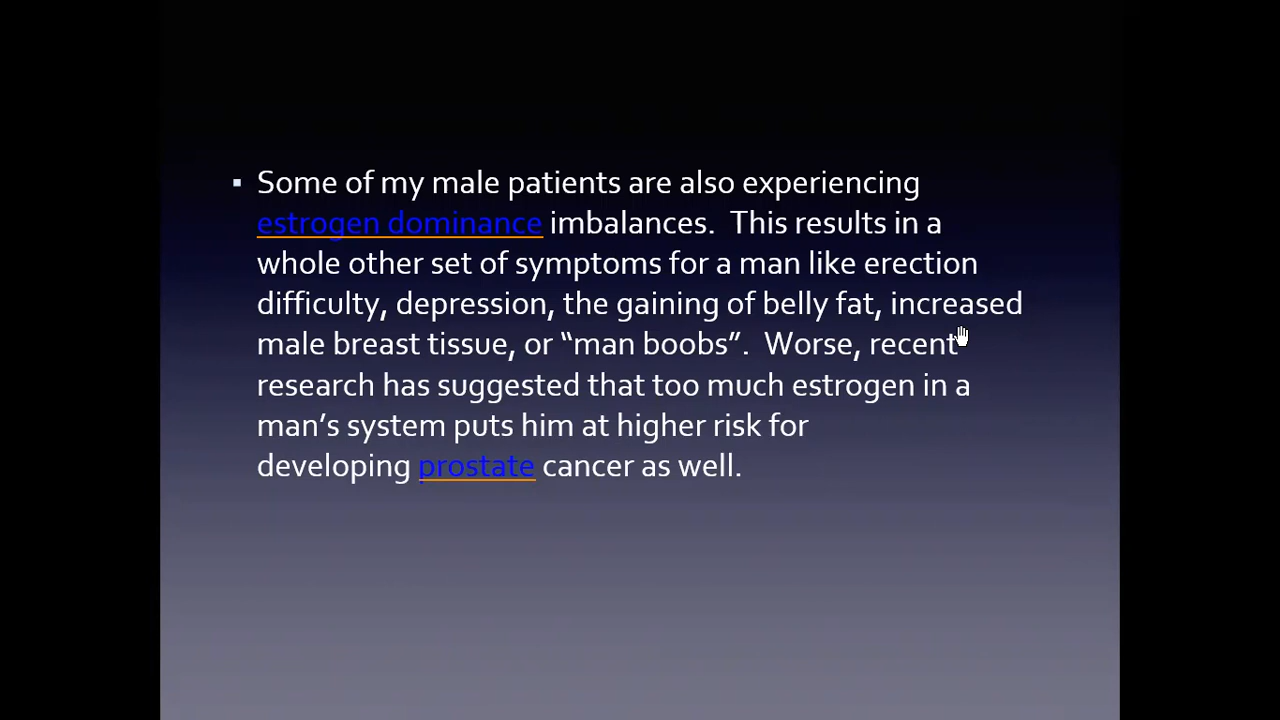 ▪ Some of my male patients are also experiencing
estrogen dominance imbalances.  This results in a
whole other set of symptoms for a man like erection
difficulty, depression, the gaining of belly fat, increased
male breast tissue, or “man boobs”.  Worse, recent
research has suggested that too much estrogen in a
man’s system puts him at higher risk for
developing prostate cancer as well.